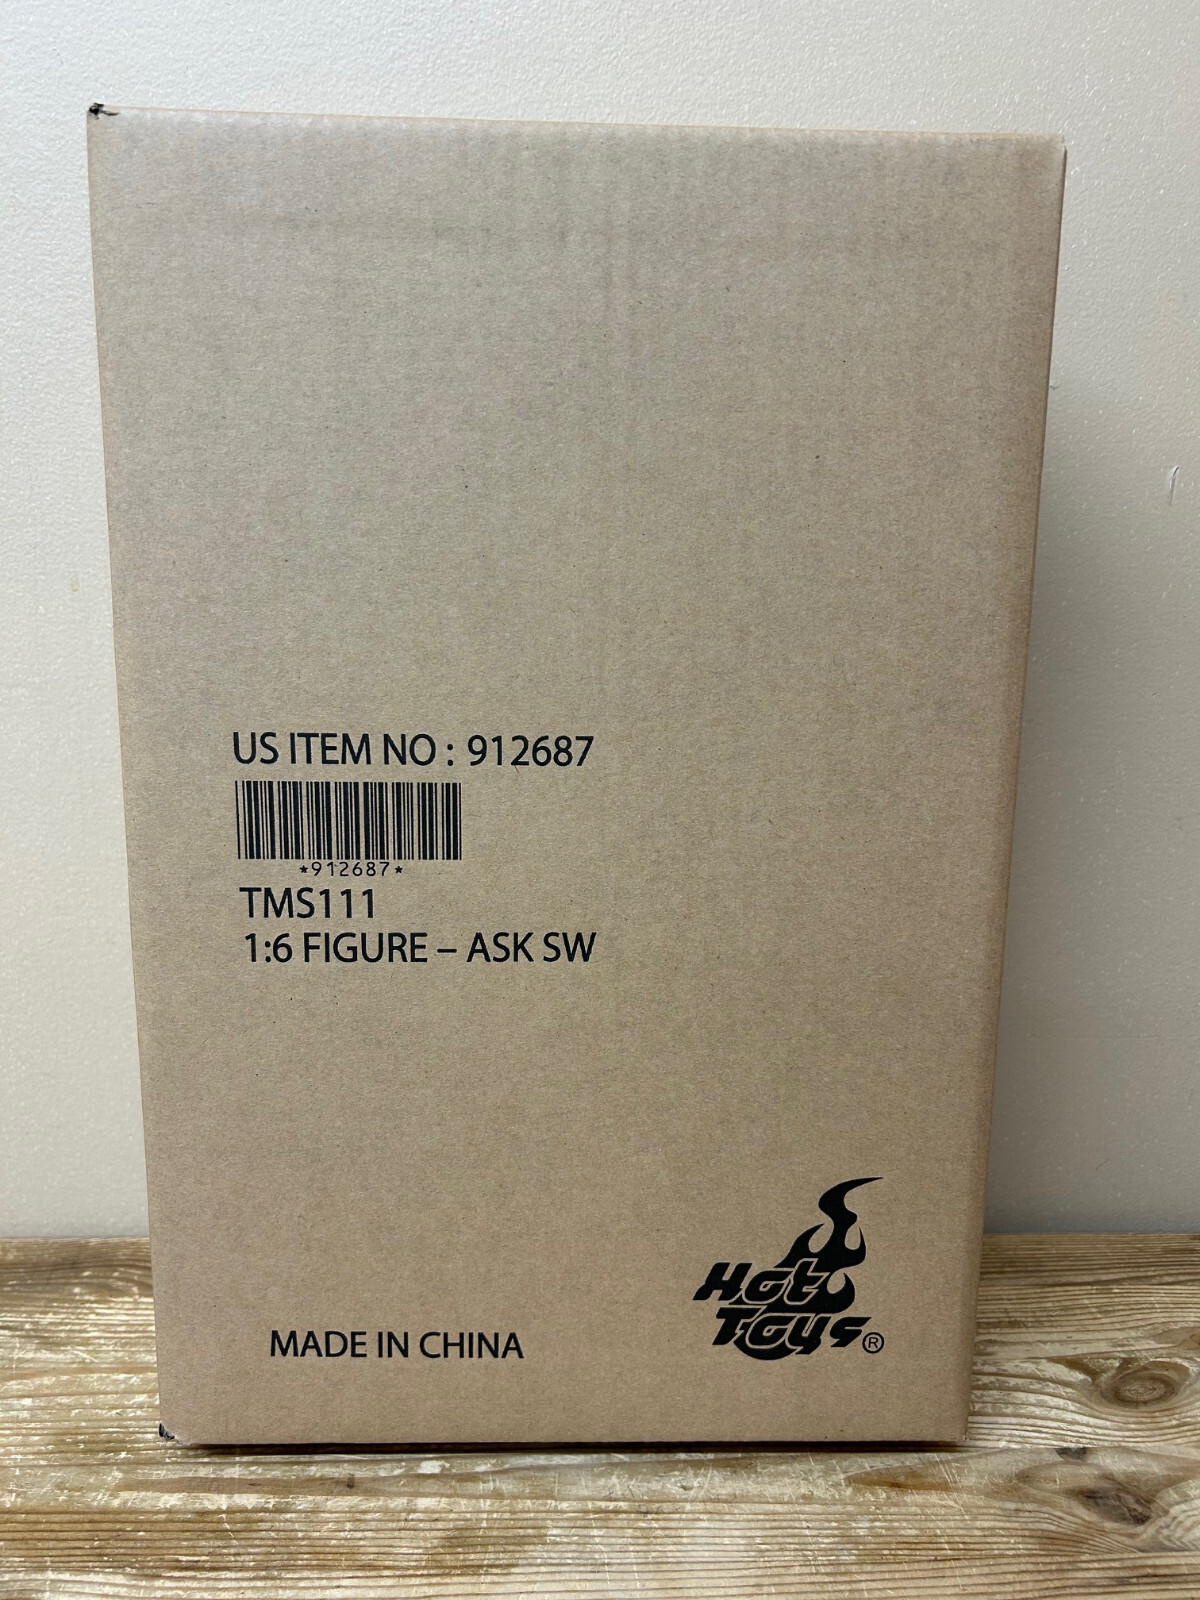 US ITEM NO : 912687
*912687*
TMS111
1:6 FIGURE – ASK SW
Hot
Toys®
MADE IN CHINA